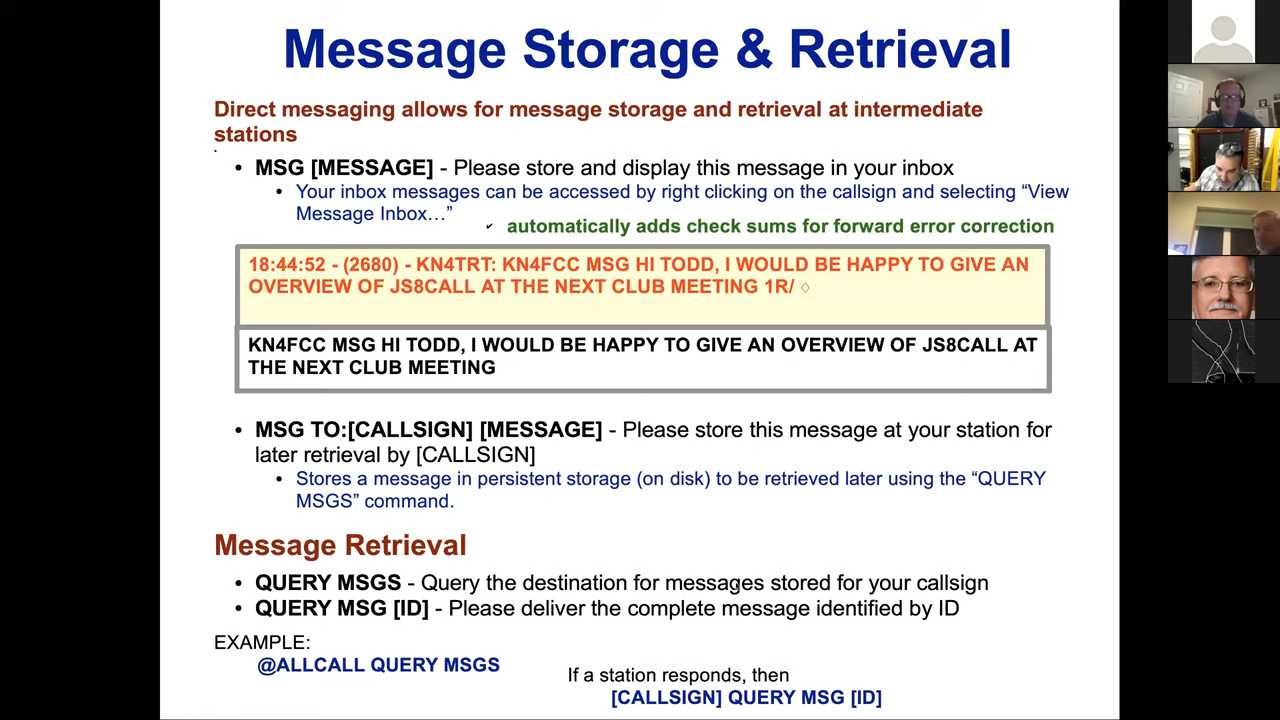 Message Storage & Retrieval
Direct messaging allows for message storage and retrieval at intermediate
stations
• MSG [MESSAGE] - Please store and display this message in your inbox
• Your inbox messages can be accessed by right clicking on the callsign and selecting “View
Message Inbox…”
✓ automatically adds check sums for forward error correction
18:44:52 - (2680) - KN4TRT: KN4FCC MSG HI TODD, I WOULD BE HAPPY TO GIVE AN
OVERVIEW OF JS8CALL AT THE NEXT CLUB MEETING 1R/ ♢
KN4FCC MSG HI TODD, I WOULD BE HAPPY TO GIVE AN OVERVIEW OF JS8CALL AT
THE NEXT CLUB MEETING
• MSG TO:[CALLSIGN] [MESSAGE] - Please store this message at your station for
later retrieval by [CALLSIGN]
• Stores a message in persistent storage (on disk) to be retrieved later using the “QUERY
MSGS” command.
Message Retrieval
• QUERY MSGS - Query the destination for messages stored for your callsign
• QUERY MSG [ID] - Please deliver the complete message identified by ID
EXAMPLE:
@ALLCALL QUERY MSGS
If a station responds, then
[CALLSIGN] QUERY MSG [ID]